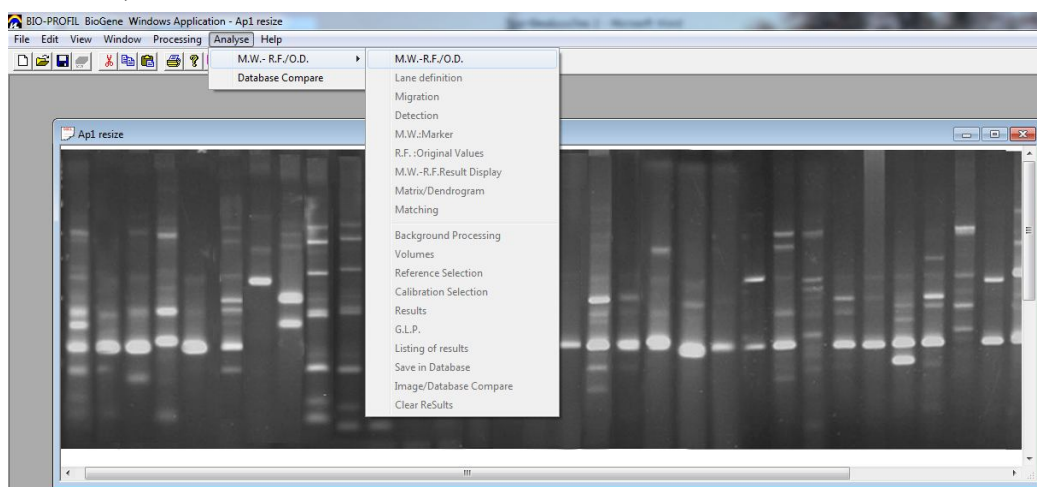 BIO-PROFIL BioGene Windows Application - Ap1 resize
File Edit View Window Processing Analyse Help
M.W.- R.F./O.D.
Database Compare
M.W.-R.F./O.D.
Lane definition
Migration
Detection
M.W.:Marker
R.F. :Original Values
M.W.-R.F.Result Display
Matrix/Dendrogram
Matching
Background Processing
Volumes
Reference Selection
Calibration Selection
Results
G.L.P.
Listing of results
Save in Database
Image/Database Compare
Clear ReSults
Ap1 resize